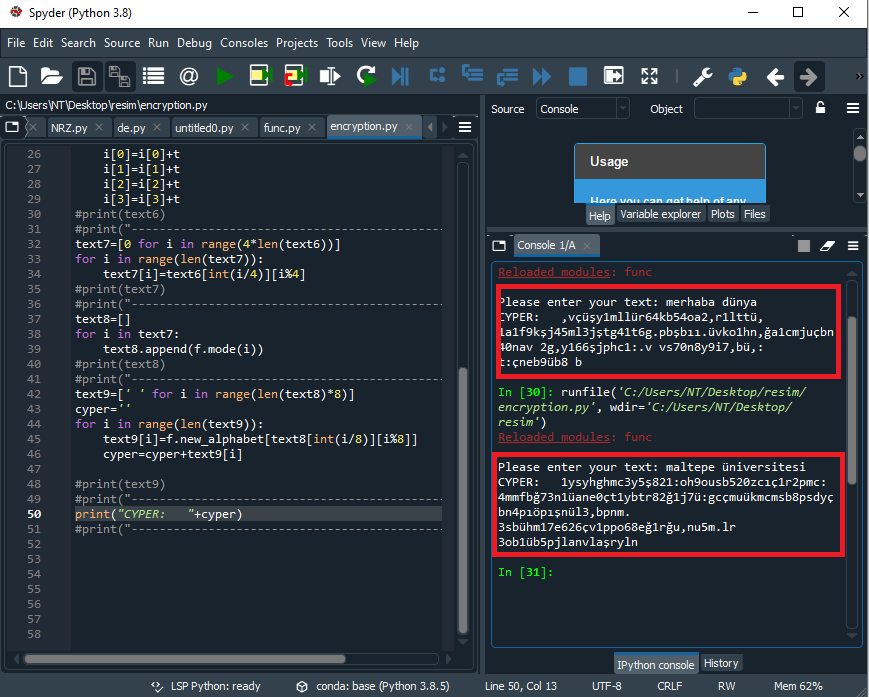 Spyder (Python 3.8)
File Edit Search Source Run Debug Consoles Projects Tools View Help
C:\Users\NT\Desktop\resim\encryption.py
NRZ.py de.py untitled0.py func.py encryption.py
26 i[0]=i[0]+t
27 i[1]=i[1]+t
28 i[2]=i[2]+t
29 i[3]=i[3]+t
30 #print(text6)
31 #print("----------------------------------
32 text7=[0 for i in range(4*len(text6))]
33 for i in range(len(text7)):
34 text7[i]=text6[int(i/4)][i%4]
35 #print(text7)
36 #print("----------------------------------
37 text8=[]
38 for i in text7:
39 text8.append(f.mode(i))
40 #print(text8)
41 #print("----------------------------------
42 text9=[' ' for i in range(len(text8)*8)]
43 cyper=''
44 for i in range(len(text9)):
45 text9[i]=f.new_alphabet[text8[int(i/8)][i%8]]
46 cyper=cyper+text9[i]
47
48 #print(text9)
49 #print("----------------------------------
50 print("CYPER:   "+cyper)
51 #print("----------------------------------
52
53
54
55
56
57
58
Source Console Object
Usage
Here you can get help of any
Help Variable explorer Plots Files
Console 1/A
Reloaded modules: func
Please enter your text: merhaba dünya
CYPER:   ,vçüşy1mllür64kb54oa2,r1lttü,
1a1f9kşj45ml3jştg41t6g.pbşbıı.üvko1hn,ğa1cmjuçbn
40nav 2g,y166şjphc1:.v vs70n8y9i7,bü,:
t:çneb9üb8 b
In [30]: runfile('C:/Users/NT/Desktop/resim/
encryption.py', wdir='C:/Users/NT/Desktop/
resim')
Reloaded modules: func
Please enter your text: maltepe üniversitesi
CYPER:   1ysyhghmc3y5ş821:oh9ousb520zcıç1r2pmc:
4mmfbğ73n1üane0çt1ybtr82ğ1j7ü:gcçmuükmcmsb8psdyç
bn4pıöpışnül3,bpnm.
3sbühm17e626çv1ppo68eğ1rğu,nu5m.lr
3ob1üb5pjlanvlaşryln
In [31]:
IPython console History
LSP Python: ready conda: base (Python 3.8.5) Line 50, Col 13 UTF-8 CRLF RW Mem 62%